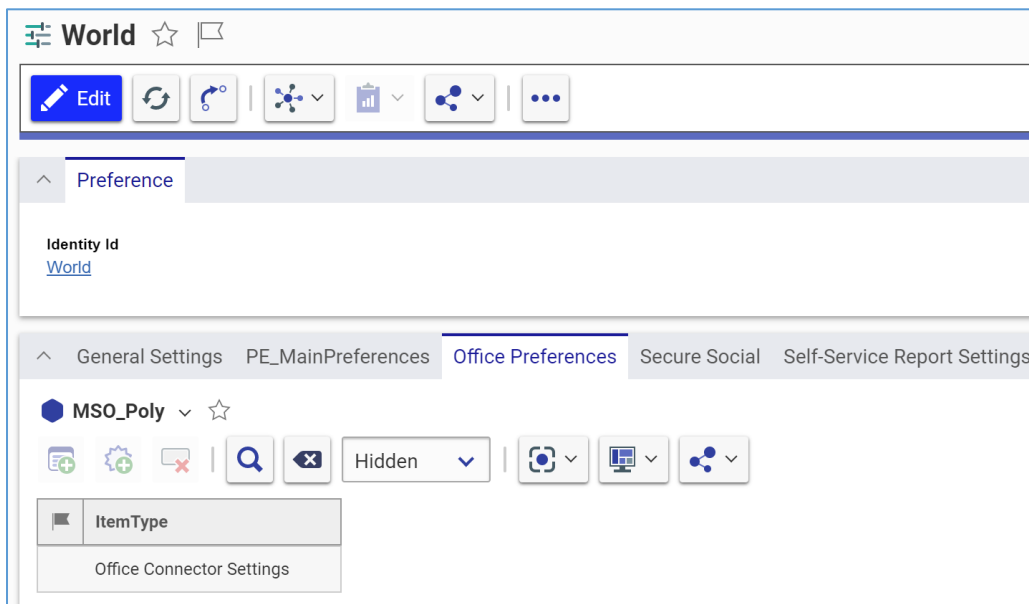 World
Edit
Preference
Identity Id
World
General Settings PE_MainPreferences Office Preferences Secure Social Self-Service Report Settings
MSO_Poly
Hidden
ItemType
Office Connector Settings